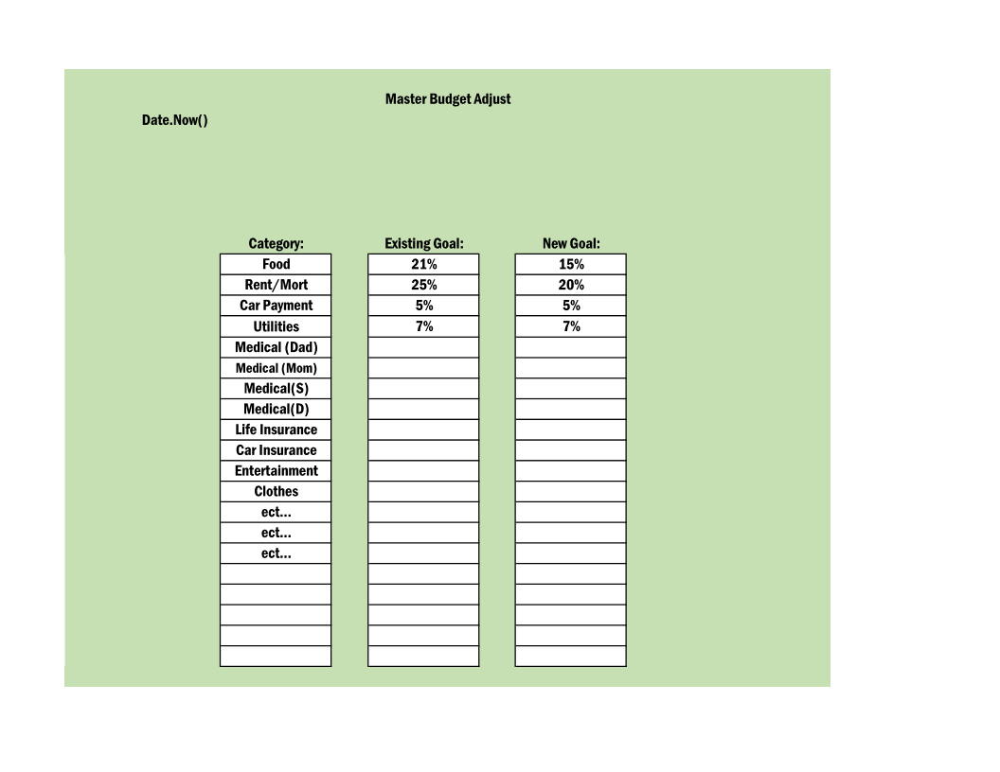 Master Budget Adjust
Date.Now()
Category: Existing Goal: New Goal:
Food 21% 15%
Rent/Mort 25% 20%
Car Payment 5% 5%
Utilities 7% 7%
Medical (Dad)
Medical (Mom)
Medical(S)
Medical(D)
Life Insurance
Car Insurance
Entertainment
Clothes
ect...
ect...
ect...